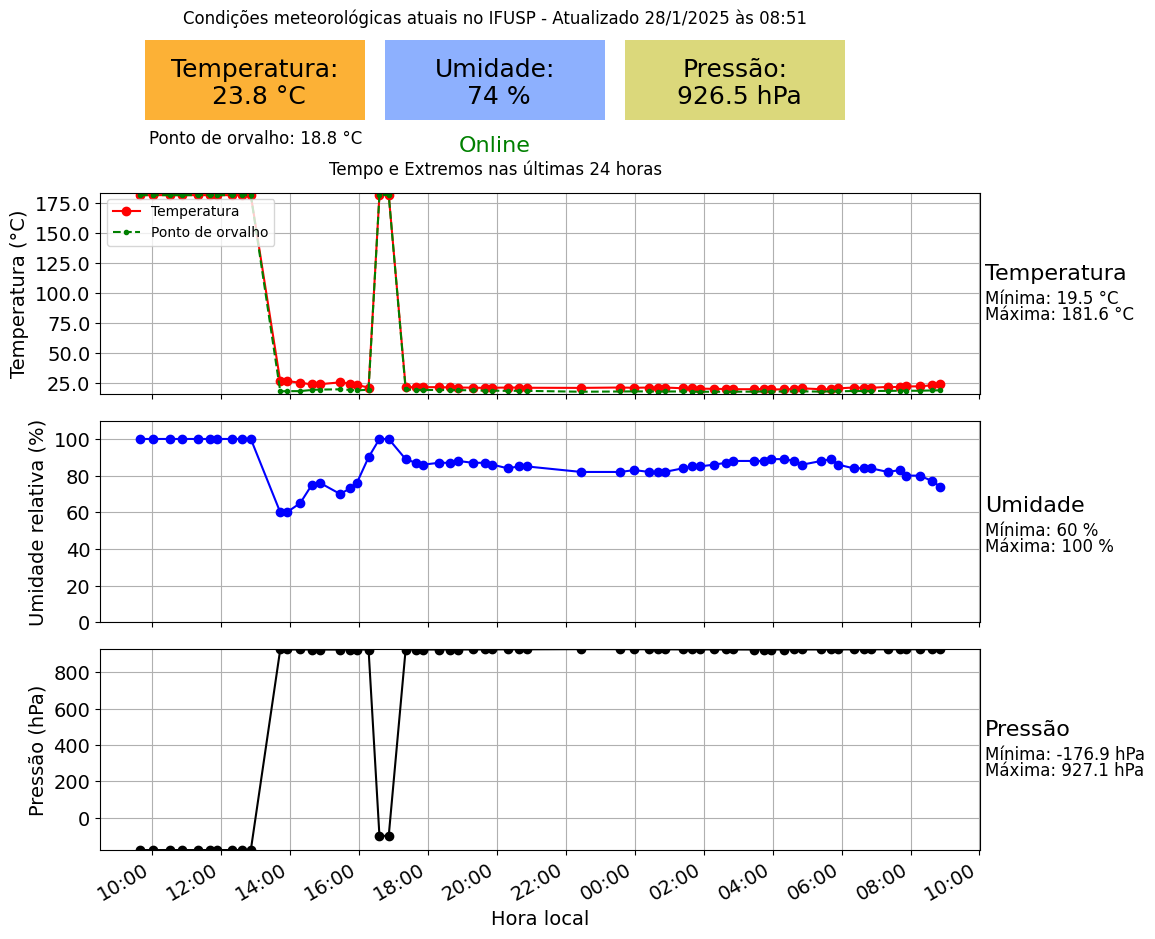 Condições meteorológicas atuais no IFUSP - Atualizado 28/1/2025 às 08:51
Temperatura:
23.8 °C
Umidade:
74 %
Pressão:
926.5 hPa
Ponto de orvalho: 18.8 °C
Online
Tempo e Extremos nas últimas 24 horas
Temperatura (°C)
175.0
150.0
125.0
100.0
75.0
50.0
25.0
Temperatura
Ponto de orvalho
Temperatura
Mínima: 19.5 °C
Máxima: 181.6 °C
Umidade relativa (%)
100
80
60
40
20
0
Umidade
Mínima: 60 %
Máxima: 100 %
Pressão (hPa)
800
600
400
200
0
Pressão
Mínima: -176.9 hPa
Máxima: 927.1 hPa
10:00
12:00
14:00
16:00
18:00
20:00
22:00
00:00
02:00
04:00
06:00
08:00
10:00
Hora local